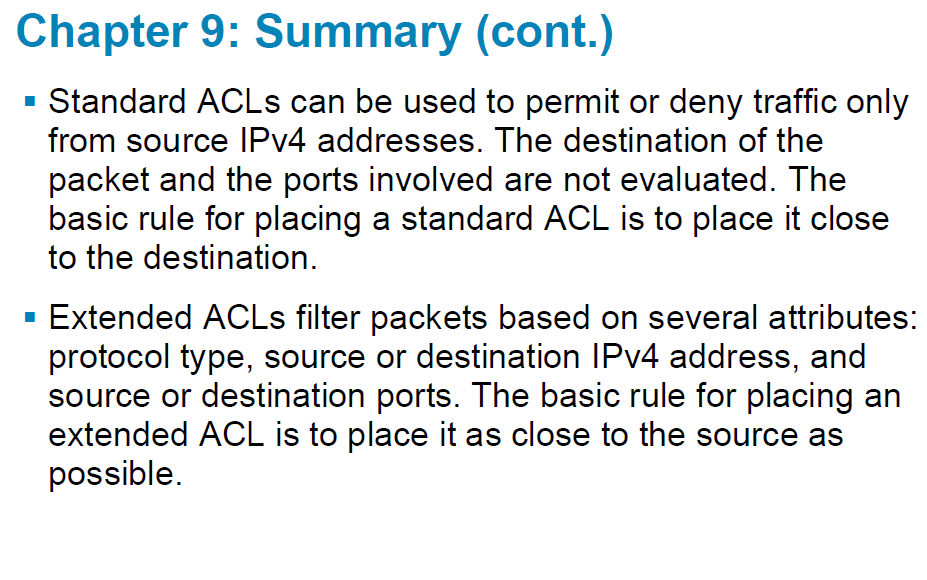 Chapter 9: Summary (cont.)
▪ Standard ACLs can be used to permit or deny traffic only
from source IPv4 addresses. The destination of the
packet and the ports involved are not evaluated. The
basic rule for placing a standard ACL is to place it close
to the destination.
▪ Extended ACLs filter packets based on several attributes:
protocol type, source or destination IPv4 address, and
source or destination ports. The basic rule for placing an
extended ACL is to place it as close to the source as
possible.